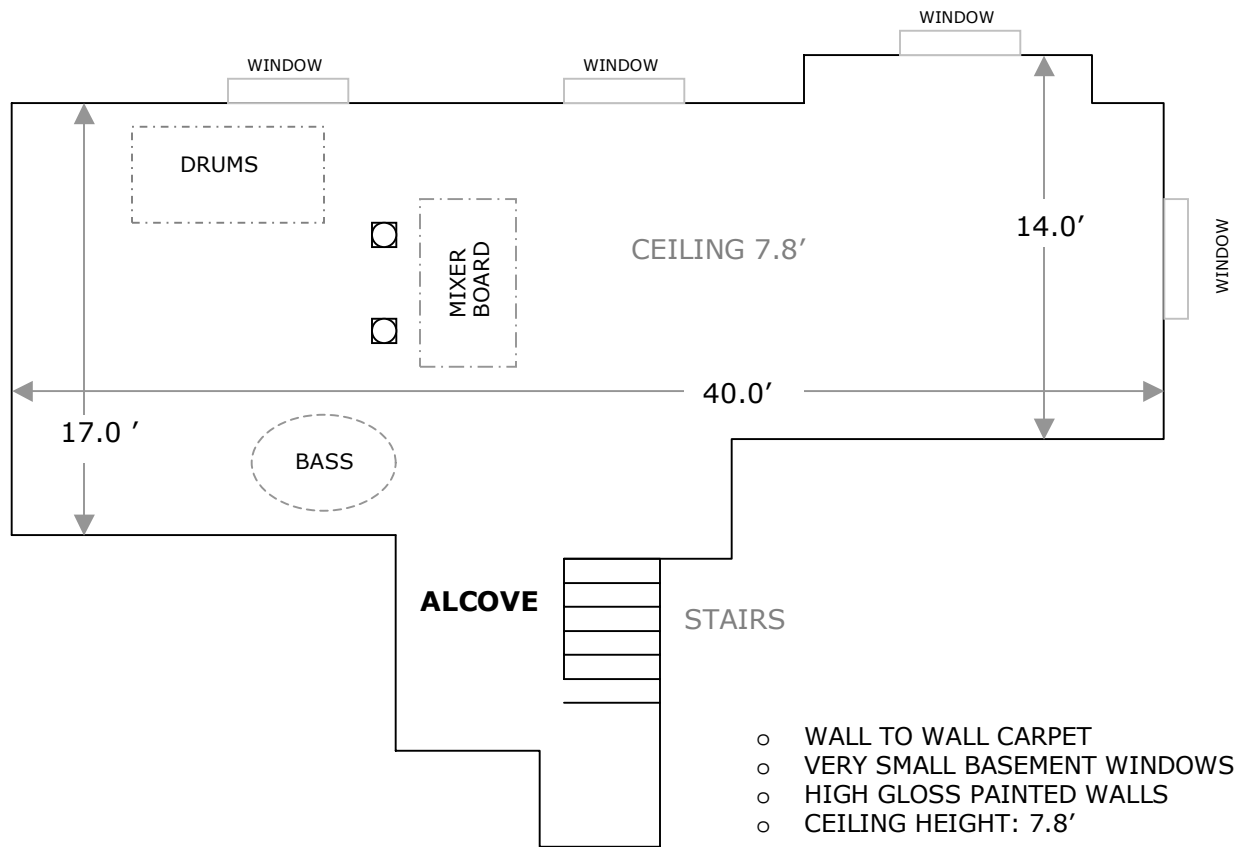 WINDOW
WINDOW
WINDOW
DRUMS
MIXER
BOARD
CEILING 7.8’
14.0’
WINDOW
40.0’
17.0 ’
BASS
ALCOVE
STAIRS
o WALL TO WALL CARPET
o VERY SMALL BASEMENT WINDOWS
o HIGH GLOSS PAINTED WALLS
o CEILING HEIGHT: 7.8’